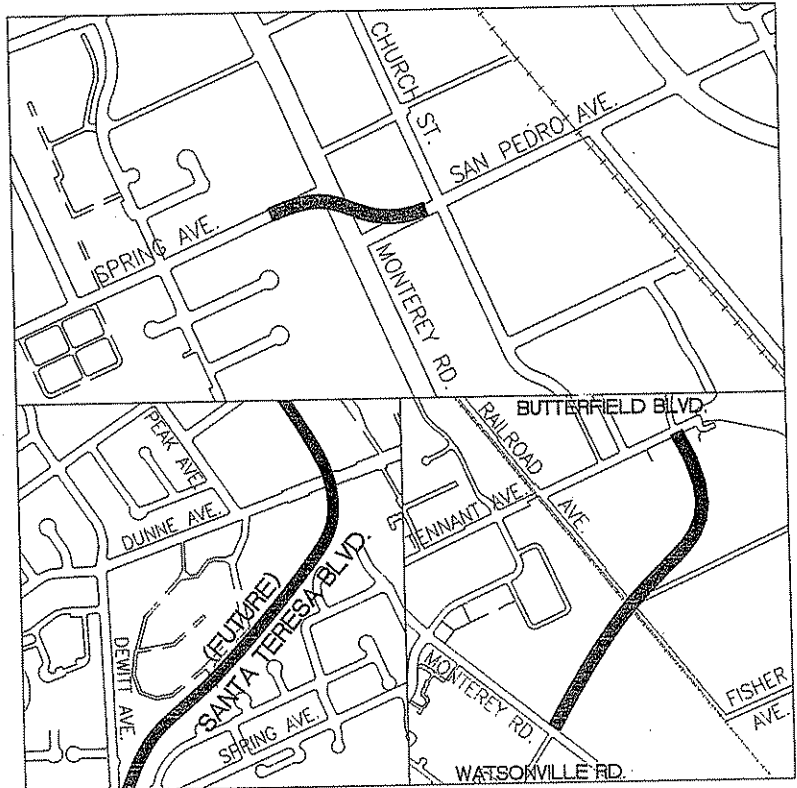 CHURCH ST.
SAN PEDRO AVE.
SPRING AVE.
MONTEREY RD.
PEAK AVE
DUNNE AVE.
(FUTURE)
SANTA TERESA BLVD.
DEWITT AVE.
SPRING AVE.
BUTTERFIELD BLVD.
RAILROAD AVE.
TENNANT AVE.
MONTEREY RD.
FISHER AVE.
WATSONVILLE RD.